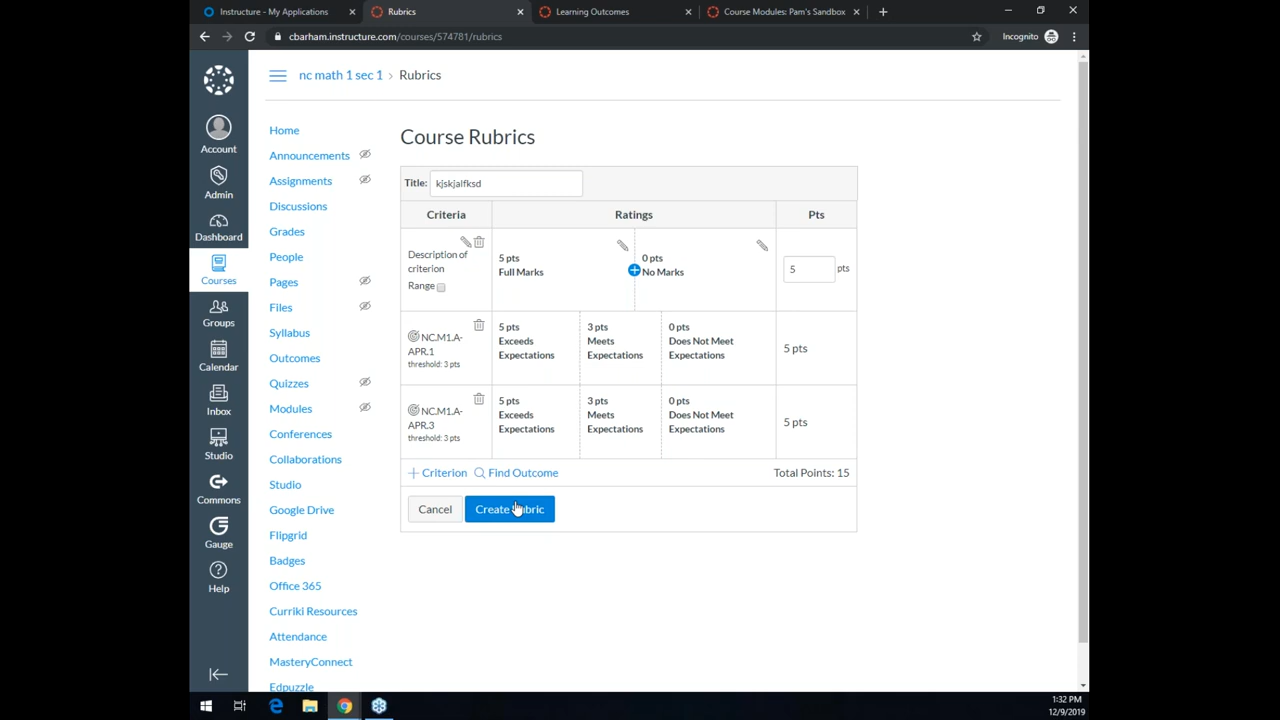 Instructure - My Applications
Rubrics
Learning Outcomes
Course Modules: Pam's Sandbox
cbarham.instructure.com/courses/574781/rubrics
Incognito
nc math 1 sec 1 › Rubrics
Account
Admin
Dashboard
Courses
Groups
Calendar
Inbox
Studio
Commons
Gauge
Help
Home
Announcements
Assignments
Discussions
Grades
People
Pages
Files
Syllabus
Outcomes
Quizzes
Modules
Conferences
Collaborations
Studio
Google Drive
Flipgrid
Badges
Office 365
Curriki Resources
Attendance
MasteryConnect
Edpuzzle
Course Rubrics
Title: kjskjalfksd
Criteria Ratings Pts
Description of
criterion
Range
5 pts
Full Marks
0 pts
No Marks
5 pts
NC.M1.A-
APR.1
threshold: 3 pts
5 pts
Exceeds
Expectations
3 pts
Meets
Expectations
0 pts
Does Not Meet
Expectations
5 pts
NC.M1.A-
APR.3
threshold: 3 pts
5 pts
Exceeds
Expectations
3 pts
Meets
Expectations
0 pts
Does Not Meet
Expectations
5 pts
Criterion Find Outcome Total Points: 15
Cancel Create Rubric
1:32 PM
12/9/2019